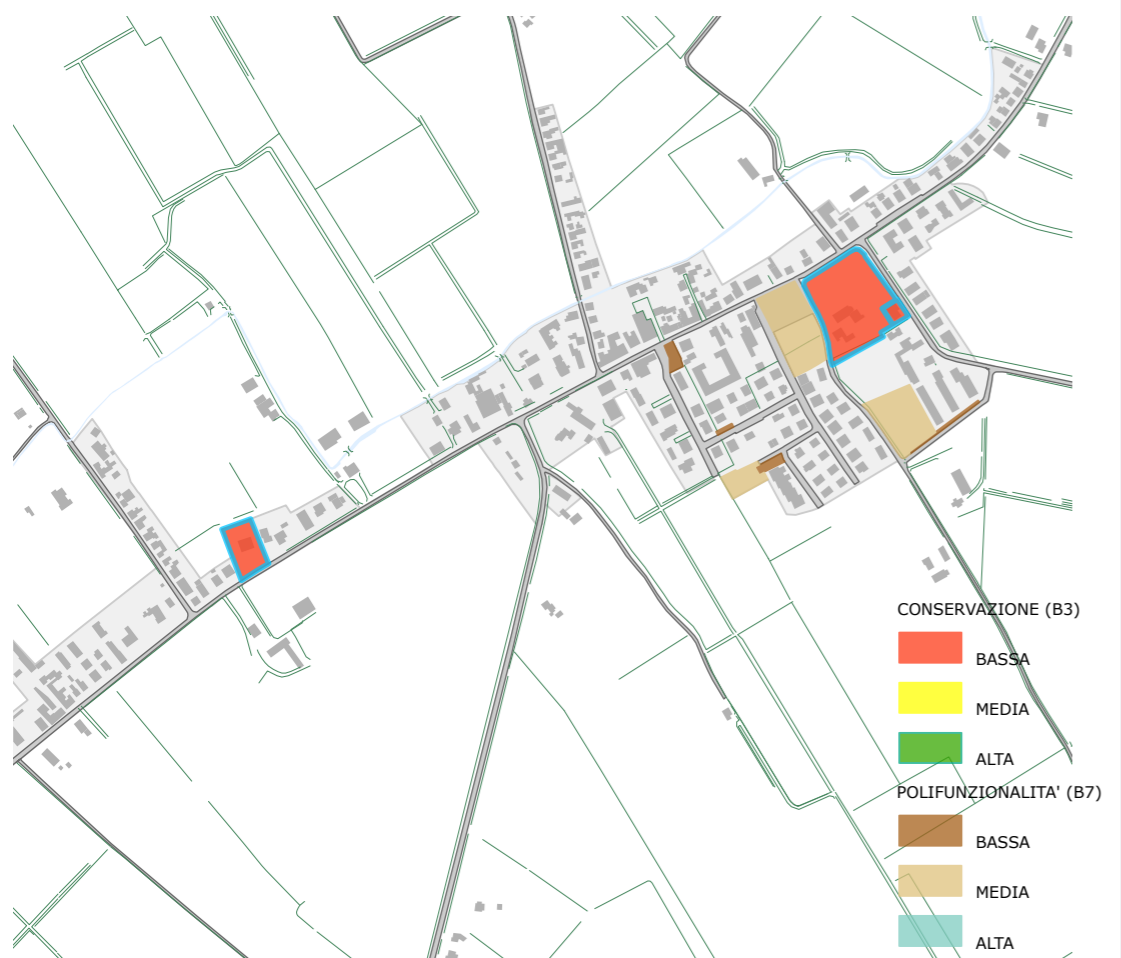 CONSERVAZIONE (B3)
BASSA
MEDIA
ALTA
POLIFUNZIONALITA' (B7)
BASSA
MEDIA
ALTA